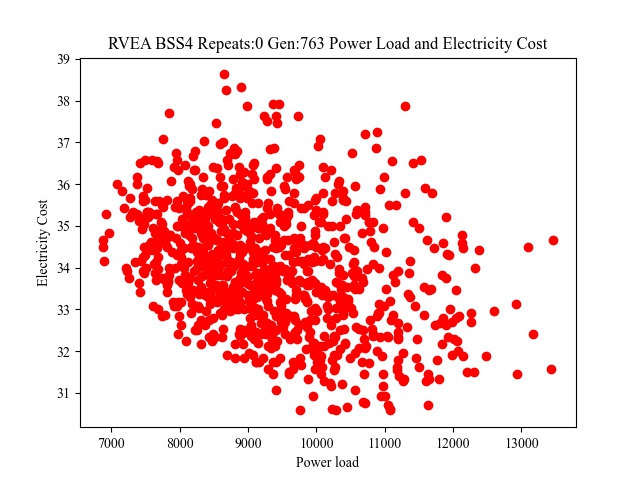 RVEA BSS4 Repeats:0 Gen:763 Power Load and Electricity Cost
39
38
37
36
35
34
33
32
31
Electricity Cost
7000 8000 9000 10000 11000 12000 13000
Power load